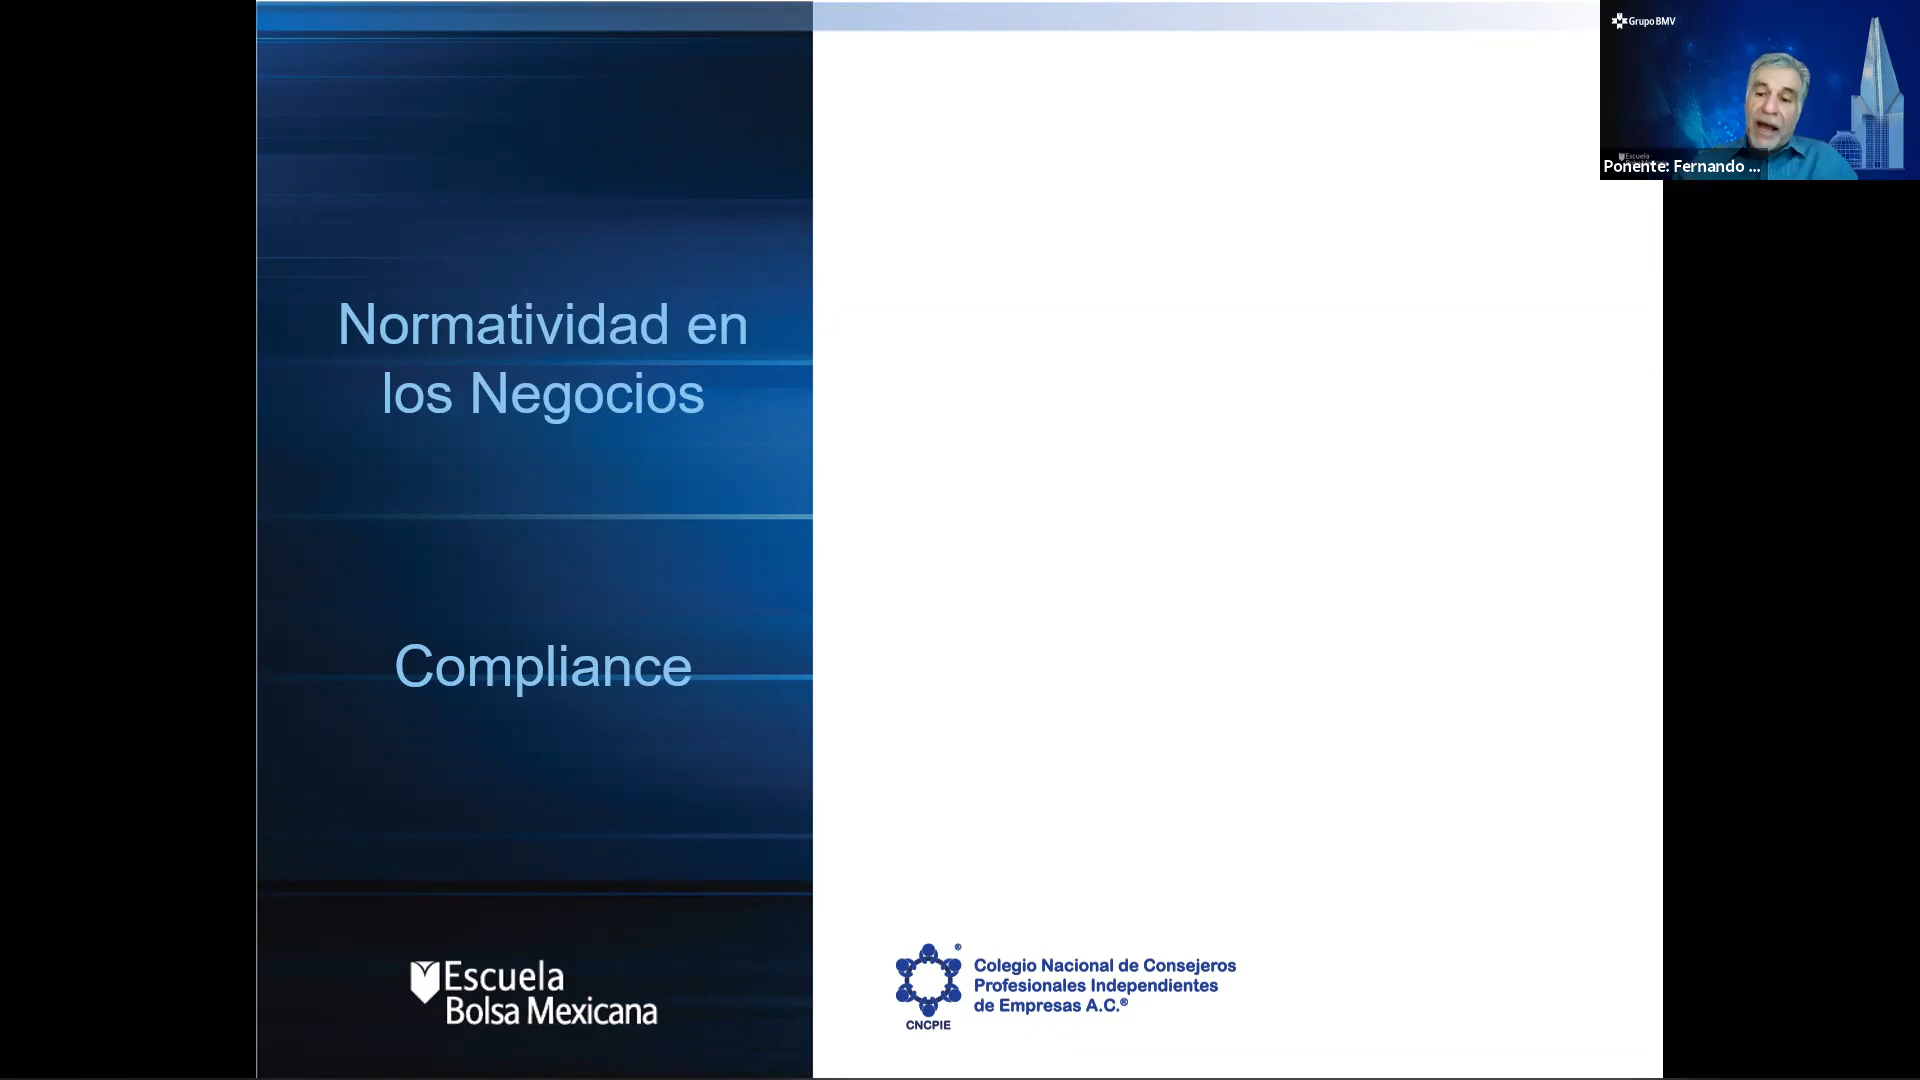 Grupo BMV
Escuela
Ponente: Fernando ...
Normatividad en
los Negocios
Compliance
Escuela
Bolsa Mexicana
Colegio Nacional de Consejeros
Profesionales Independientes
de Empresas A.C.®
CNCPIE